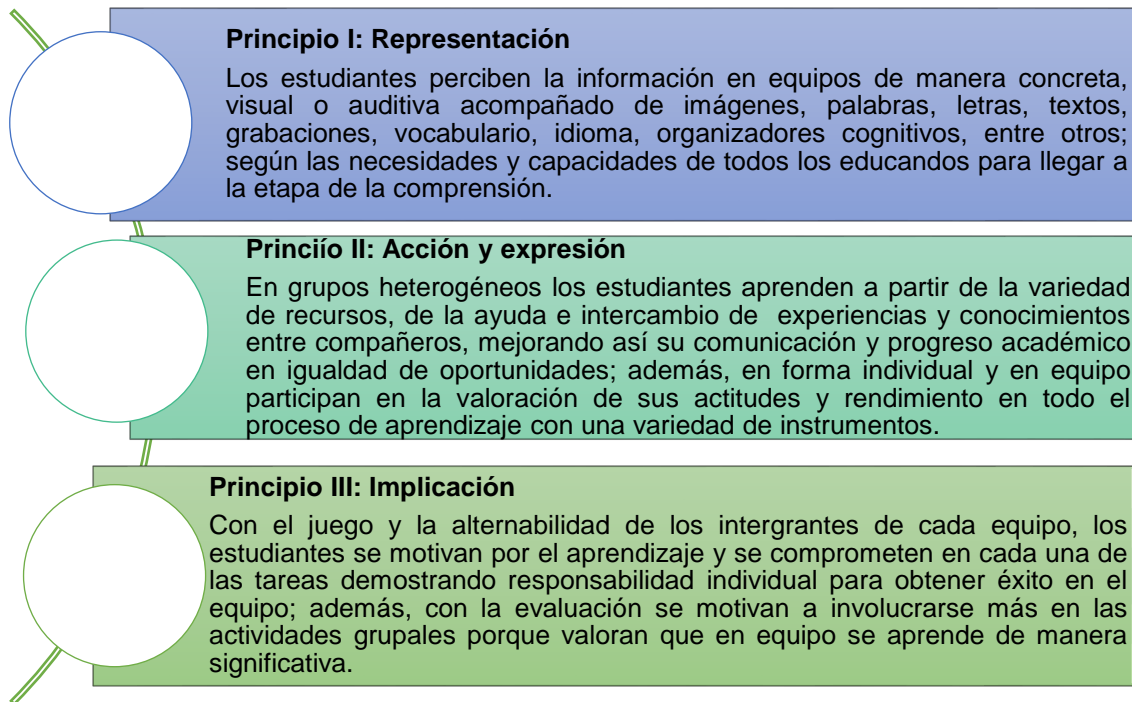 Principio I: Representación
Los estudiantes perciben la información en equipos de manera concreta,
visual o auditiva acompañado de imágenes, palabras, letras, textos,
grabaciones, vocabulario, idioma, organizadores cognitivos, entre otros;
según las necesidades y capacidades de todos los educandos para llegar a
la etapa de la comprensión.
Princiío II: Acción y expresión
En grupos heterogéneos los estudiantes aprenden a partir de la variedad
de recursos, de la ayuda e intercambio de experiencias y conocimientos
entre compañeros, mejorando así su comunicación y progreso académico
en igualdad de oportunidades; además, en forma individual y en equipo
participan en la valoración de sus actitudes y rendimiento en todo el
proceso de aprendizaje con una variedad de instrumentos.
Principio III: Implicación
Con el juego y la alternabilidad de los intergrantes de cada equipo, los
estudiantes se motivan por el aprendizaje y se comprometen en cada una de
las tareas demostrando responsabilidad individual para obtener éxito en el
equipo; además, con la evaluación se motivan a involucrarse más en las
actividades grupales porque valoran que en equipo se aprende de manera
significativa.